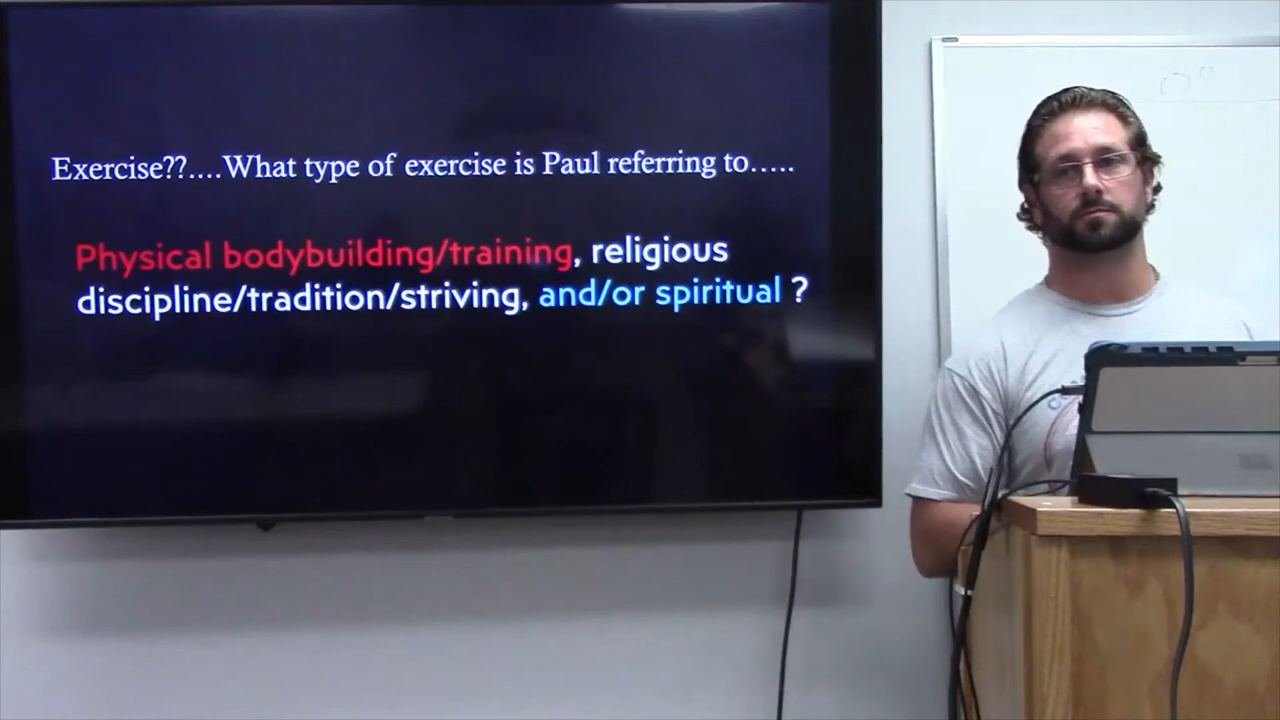 Exercise??....What type of exercise is Paul referring to.....
Physical bodybuilding/training, religious
discipline/tradition/striving, and/or spiritual ?